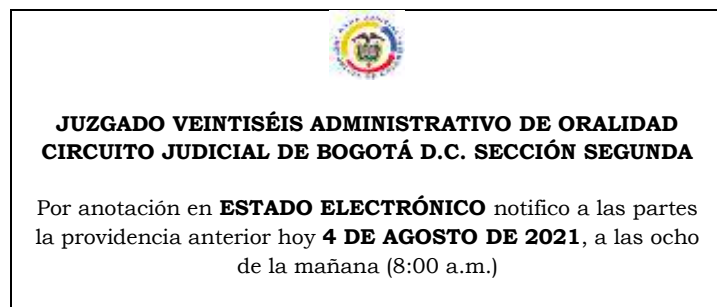 JUZGADO VEINTISÉIS ADMINISTRATIVO DE ORALIDAD
CIRCUITO JUDICIAL DE BOGOTÁ D.C. SECCIÓN SEGUNDA
Por anotación en ESTADO ELECTRÓNICO notifico a las partes
la providencia anterior hoy 4 DE AGOSTO DE 2021, a las ocho
de la mañana (8:00 a.m.)